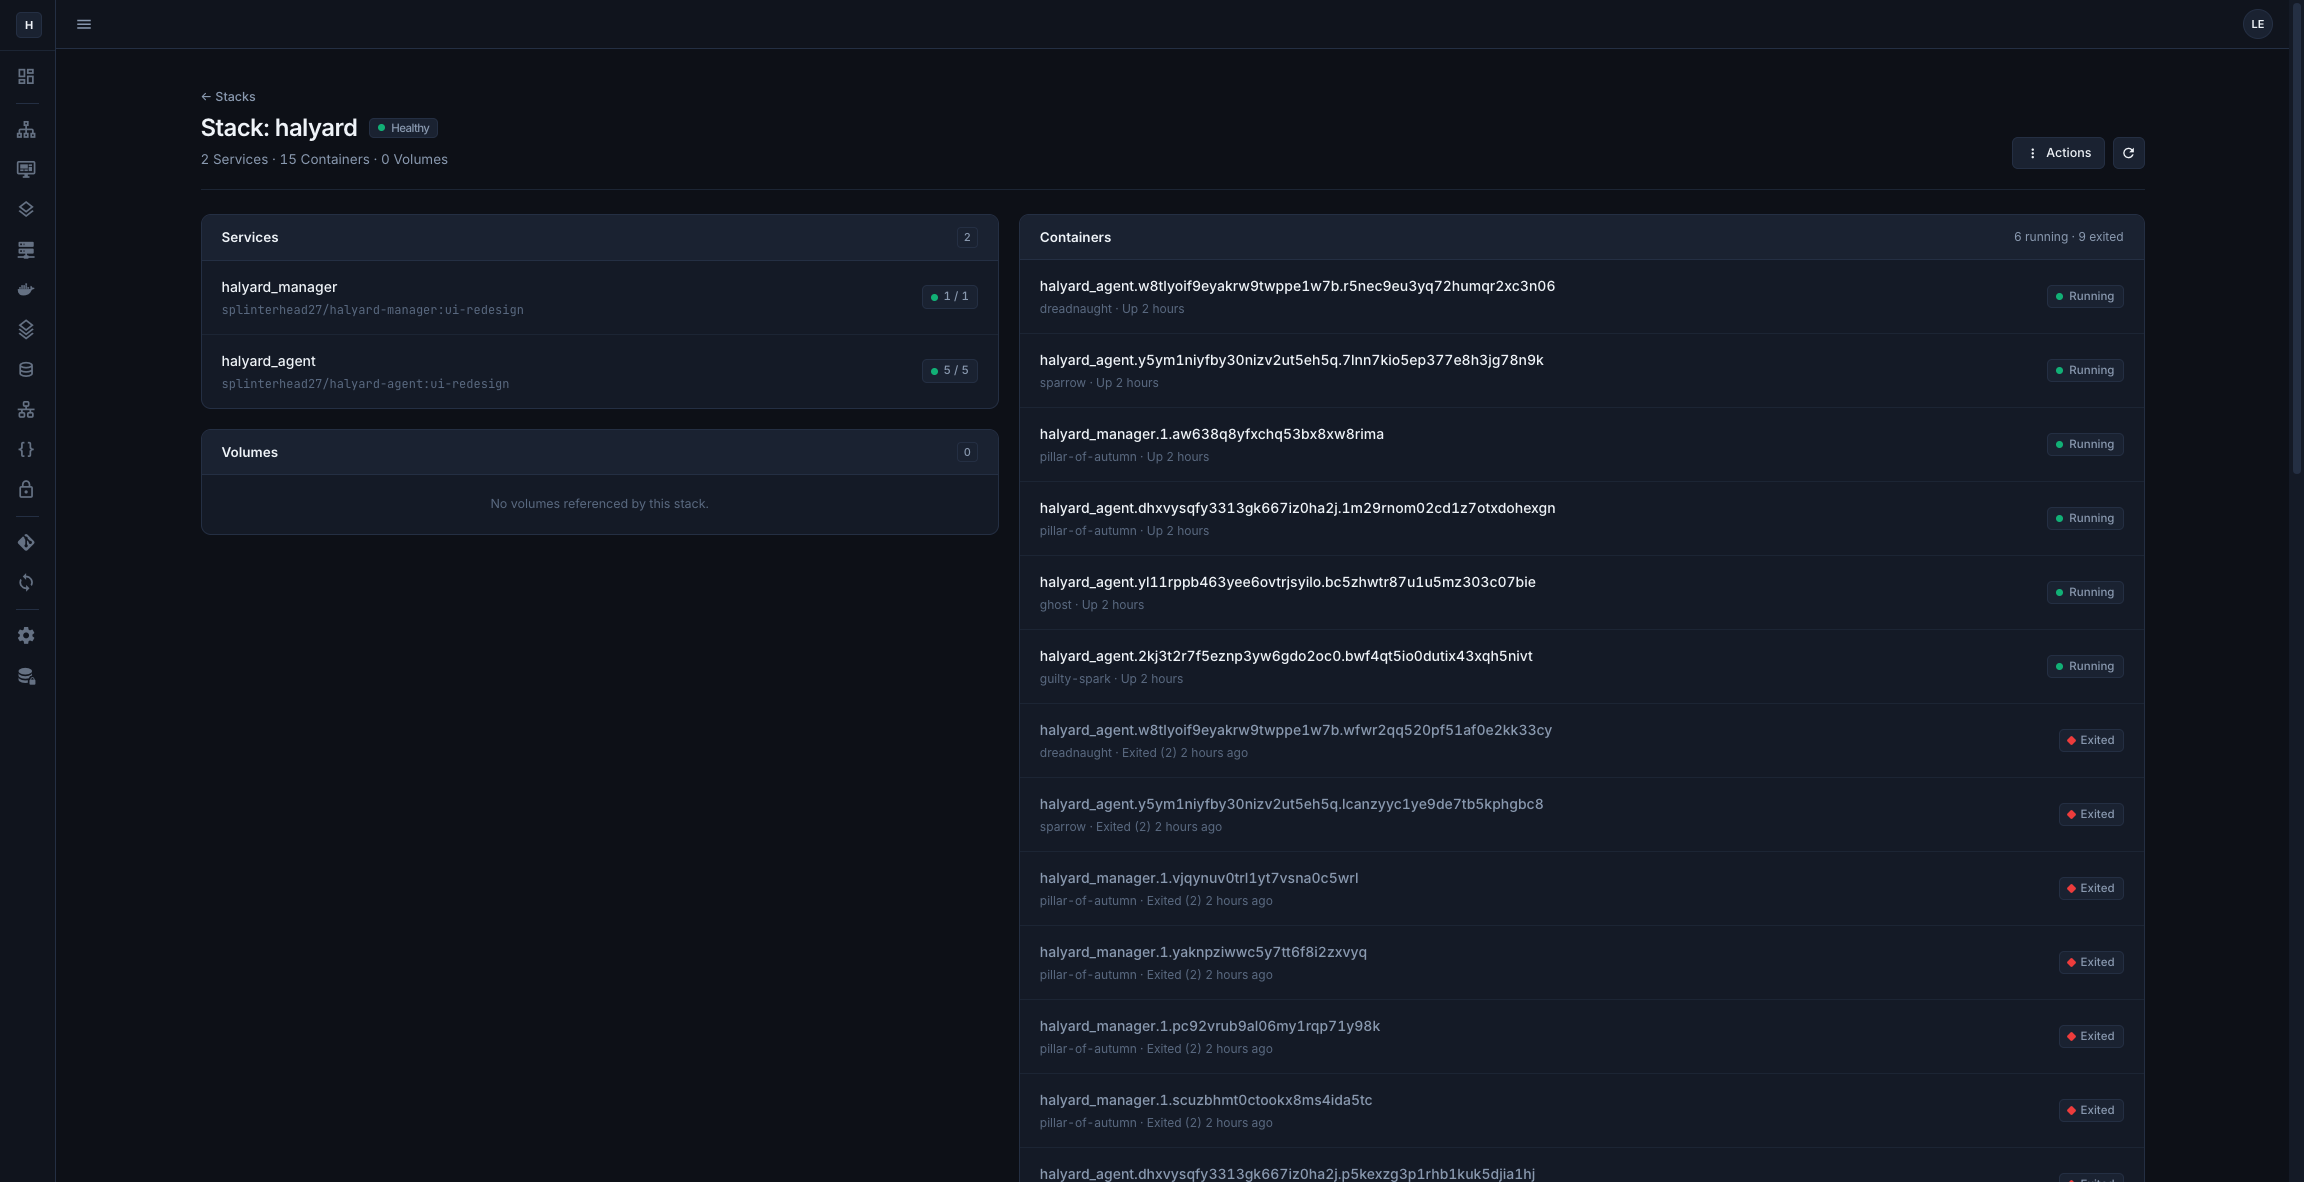 H
LE
← Stacks
Stack: halyard
Healthy
2 Services · 15 Containers · 0 Volumes
Actions
Services
2
halyard_manager
splinterhead27/halyard-manager:ui-redesign
1 / 1
halyard_agent
splinterhead27/halyard-agent:ui-redesign
5 / 5
Volumes
0
No volumes referenced by this stack.
Containers
6 running · 9 exited
halyard_agent.w8tlyoif9eyakrw9twppe1w7b.r5nec9eu3yq72humqr2xc3n06
dreadnaught · Up 2 hours
Running
halyard_agent.y5ym1niyfby30nizv2ut5eh5q.7lnn7kio5ep377e8h3jg78n9k
sparrow · Up 2 hours
Running
halyard_manager.1.aw638q8yfxchq53bx8xw8rima
pillar-of-autumn · Up 2 hours
Running
halyard_agent.dhxvysqfy3313gk667iz0ha2j.1m29rnom02cd1z7otxdohexgn
pillar-of-autumn · Up 2 hours
Running
halyard_agent.yl11rppb463yee6ovtrjsyilo.bc5zhwtr87u1u5mz303c07bie
ghost · Up 2 hours
Running
halyard_agent.2kj3t2r7f5eznp3yw6gdo2oc0.bwf4qt5io0dutix43xqh5nivt
guilty-spark · Up 2 hours
Running
halyard_agent.w8tlyoif9eyakrw9twppe1w7b.wfwr2qq520pf51af0e2kk33cy
dreadnaught · Exited (2) 2 hours ago
Exited
halyard_agent.y5ym1niyfby30nizv2ut5eh5q.lcanzyyc1ye9de7tb5kphgbc8
sparrow · Exited (2) 2 hours ago
Exited
halyard_manager.1.vjqynuv0trl1yt7vsna0c5wrl
pillar-of-autumn · Exited (2) 2 hours ago
Exited
halyard_manager.1.yaknpziwwc5y7tt6f8i2zxvyq
pillar-of-autumn · Exited (2) 2 hours ago
Exited
halyard_manager.1.pc92vrub9al06my1rqp71y98k
pillar-of-autumn · Exited (2) 2 hours ago
Exited
halyard_manager.1.scuzbhmt0ctookx8ms4ida5tc
pillar-of-autumn · Exited (2) 2 hours ago
Exited
halyard_agent.dhxvysqfy3313gk667iz0ha2j.p5kexzg3p1rhb1kuk5djia1hj